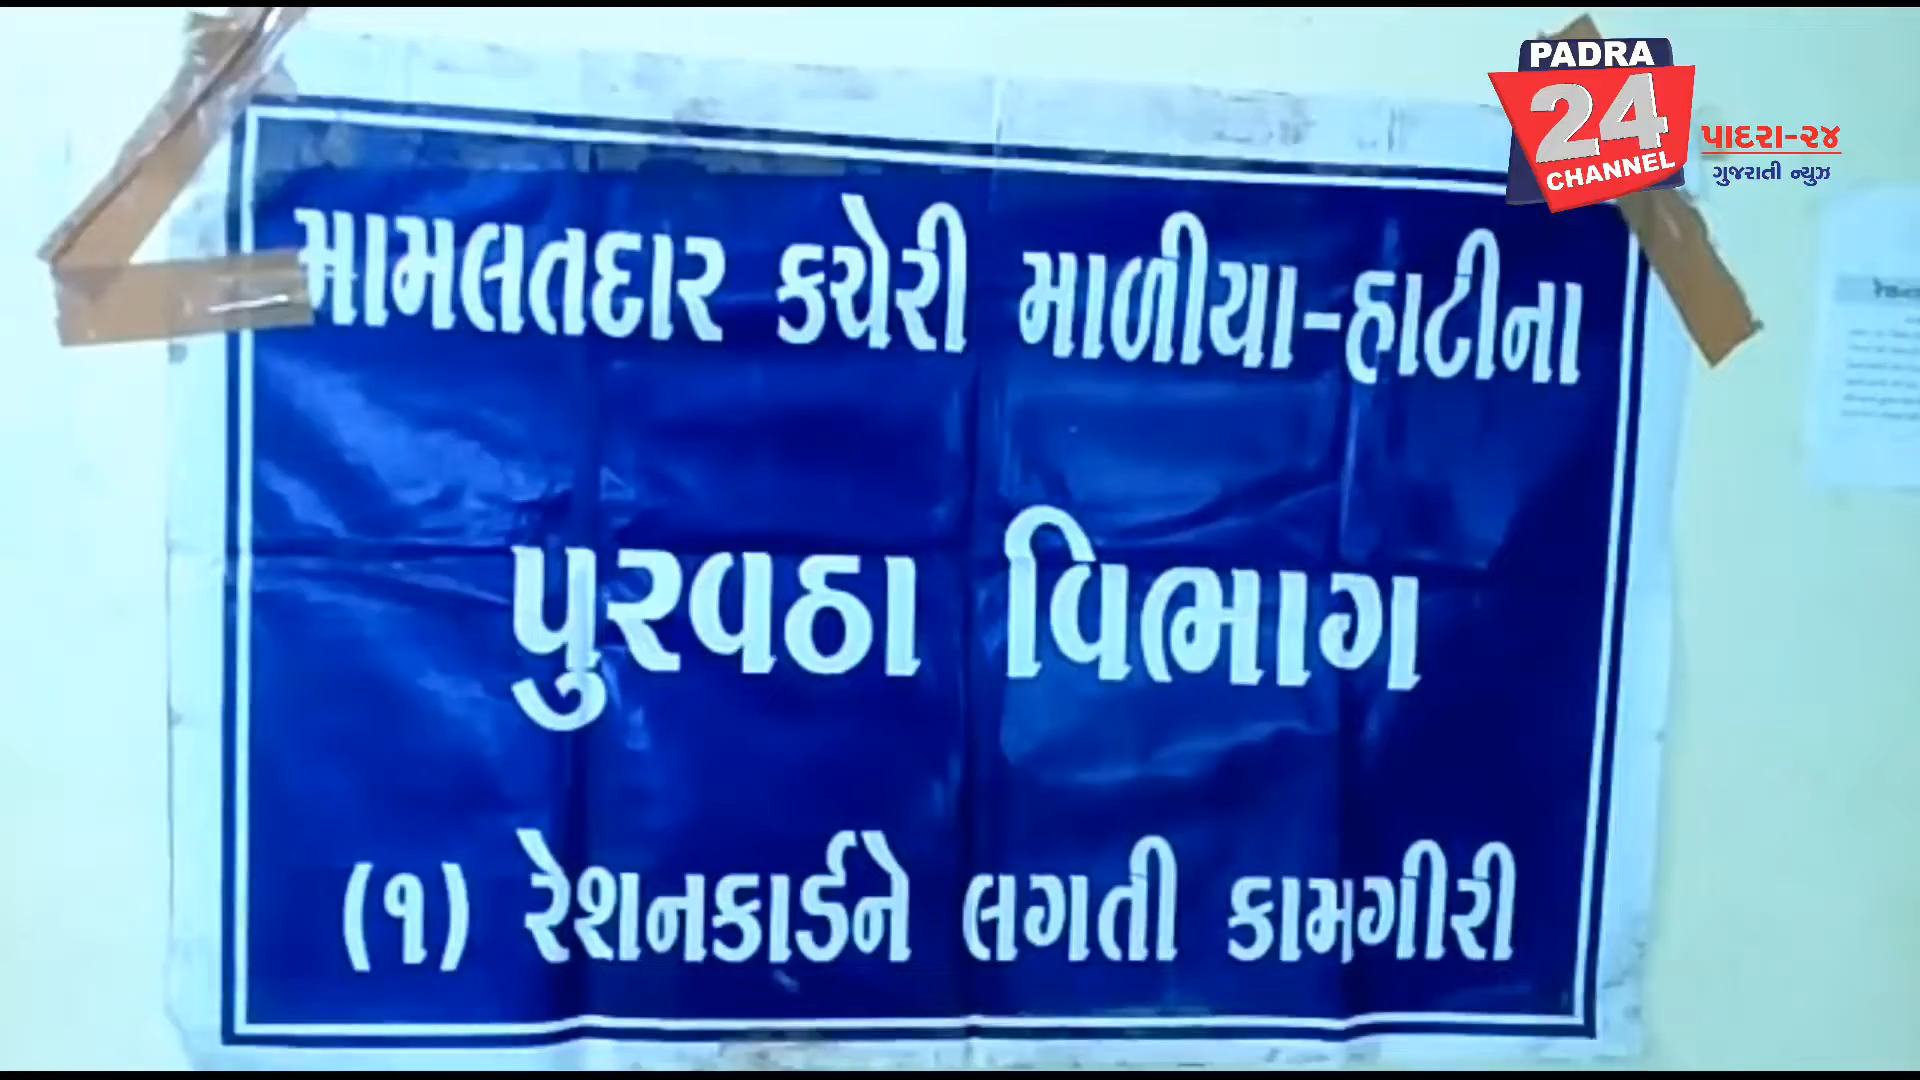 PADRA
24
CHANNEL
પાદરા-૨૪
ગુજરાતી ન્યુઝ
મામલતદાર કચેરી માળીયા-હાટીના
પુરવઠા વિભાગ
(૧) રેશનકાર્ડને લગતી કામગીરી